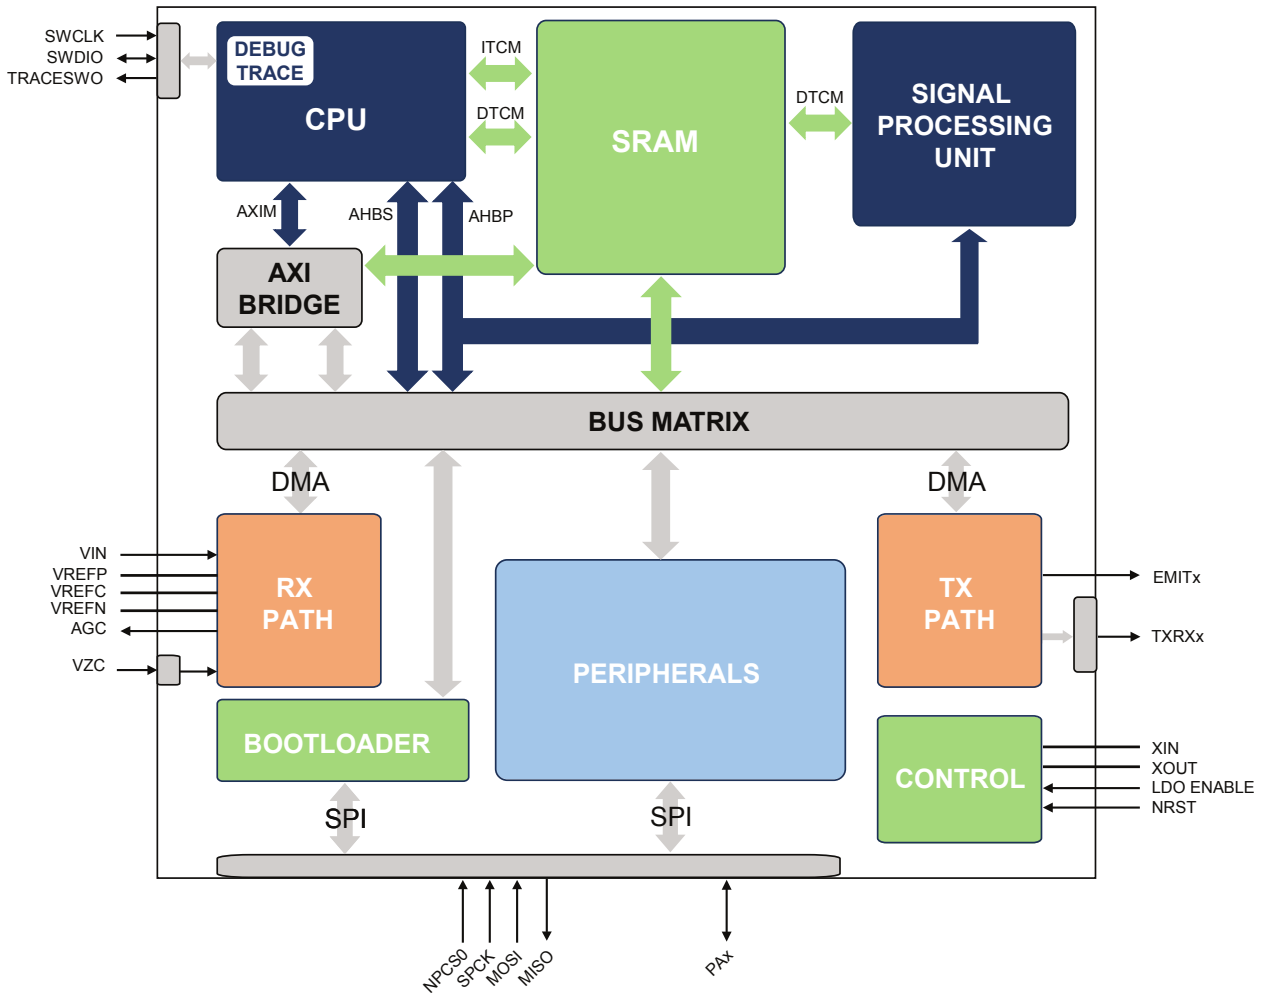 SWCLK
SWDIO
TRACESWO
DEBUG
TRACE
CPU
ITCM
DTCM
SRAM
DTCM
SIGNAL
PROCESSING
UNIT
AXIM
AHBS
AHBP
AXI
BRIDGE
BUS MATRIX
DMA
DMA
VIN
VREFP
VREFC
VREFN
AGC
VZC
RX
PATH
PERIPHERALS
TX
PATH
EMITx
TXRXx
BOOTLOADER
CONTROL
XIN
XOUT
LDO ENABLE
NRST
SPI
SPI
NPCS0
SPCK
MOSI
MISO
PAx